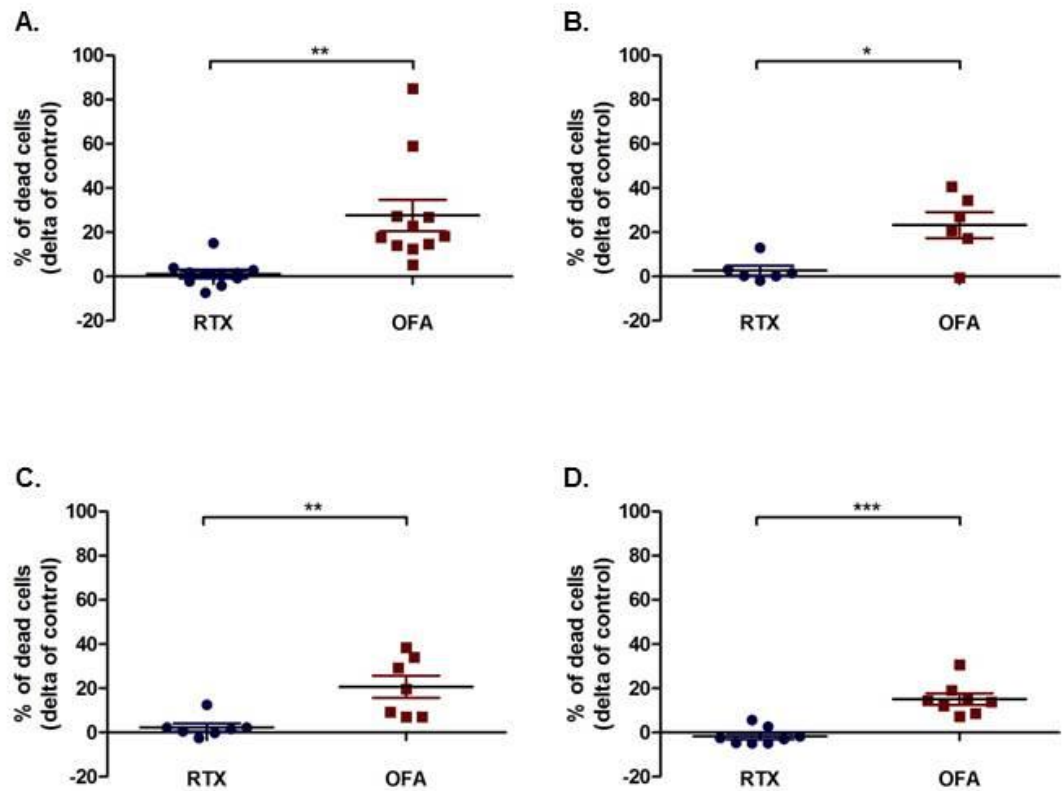 A.
% of dead cells
(delta of control)
100
80
60
40
20
0
-20
**
RTX
OFA
B.
% of dead cells
(delta of control)
100
80
60
40
20
0
-20
*
RTX
OFA
C.
% of dead cells
(delta of control)
100
80
60
40
20
0
-20
**
RTX
OFA
D.
% of dead cells
(delta of control)
100
80
60
40
20
0
-20
***
RTX
OFA